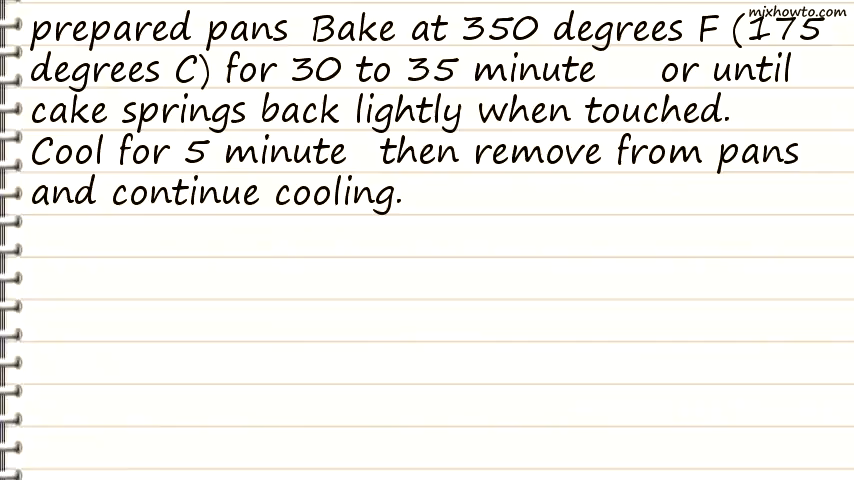 mjxhowto.com
prepared pans Bake at 350 degrees F (175
degrees C) for 30 to 35 minute or until
cake springs back lightly when touched.
Cool for 5 minute then remove from pans
and continue cooling.